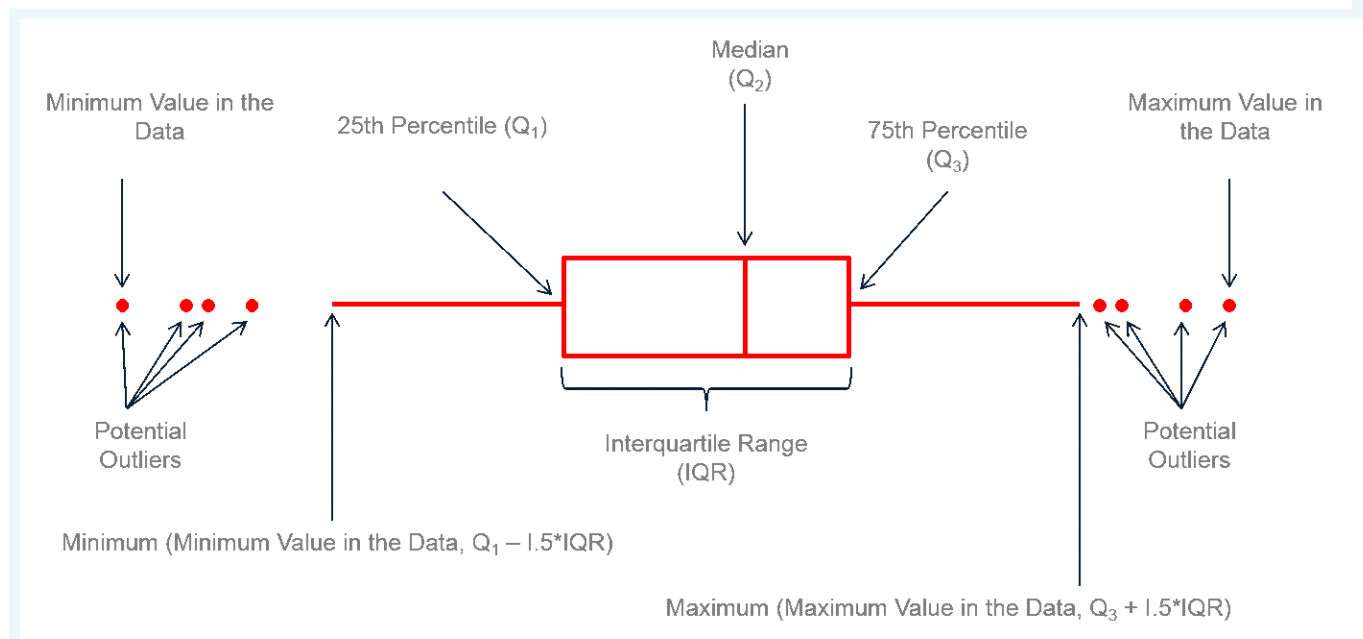 Median
(Q₂)
Minimum Value in the
Data
Maximum Value in
the Data
25th Percentile (Q₁)
75th Percentile
(Q₃)
Potential
Outliers
Interquartile Range
(IQR)
Potential
Outliers
Minimum (Minimum Value in the Data, Q₁ – I.5*IQR)
Maximum (Maximum Value in the Data, Q₃ + I.5*IQR)